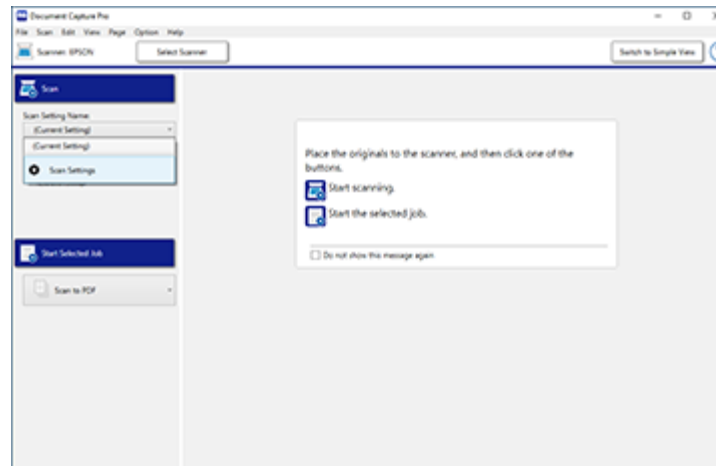 Document Capture Pro
File Scan Edit View Page Option Help
Scanner: EPSON
Select Scanner
Switch to Simple View
Scan
Scan Setting Name:
(Current Setting)
(Current Setting)
Scan Settings
Place the originals to the scanner, and then click one of the
buttons.
Start scanning.
Start the selected job.
Do not show this message again.
Start Selected Job
Scan to PDF